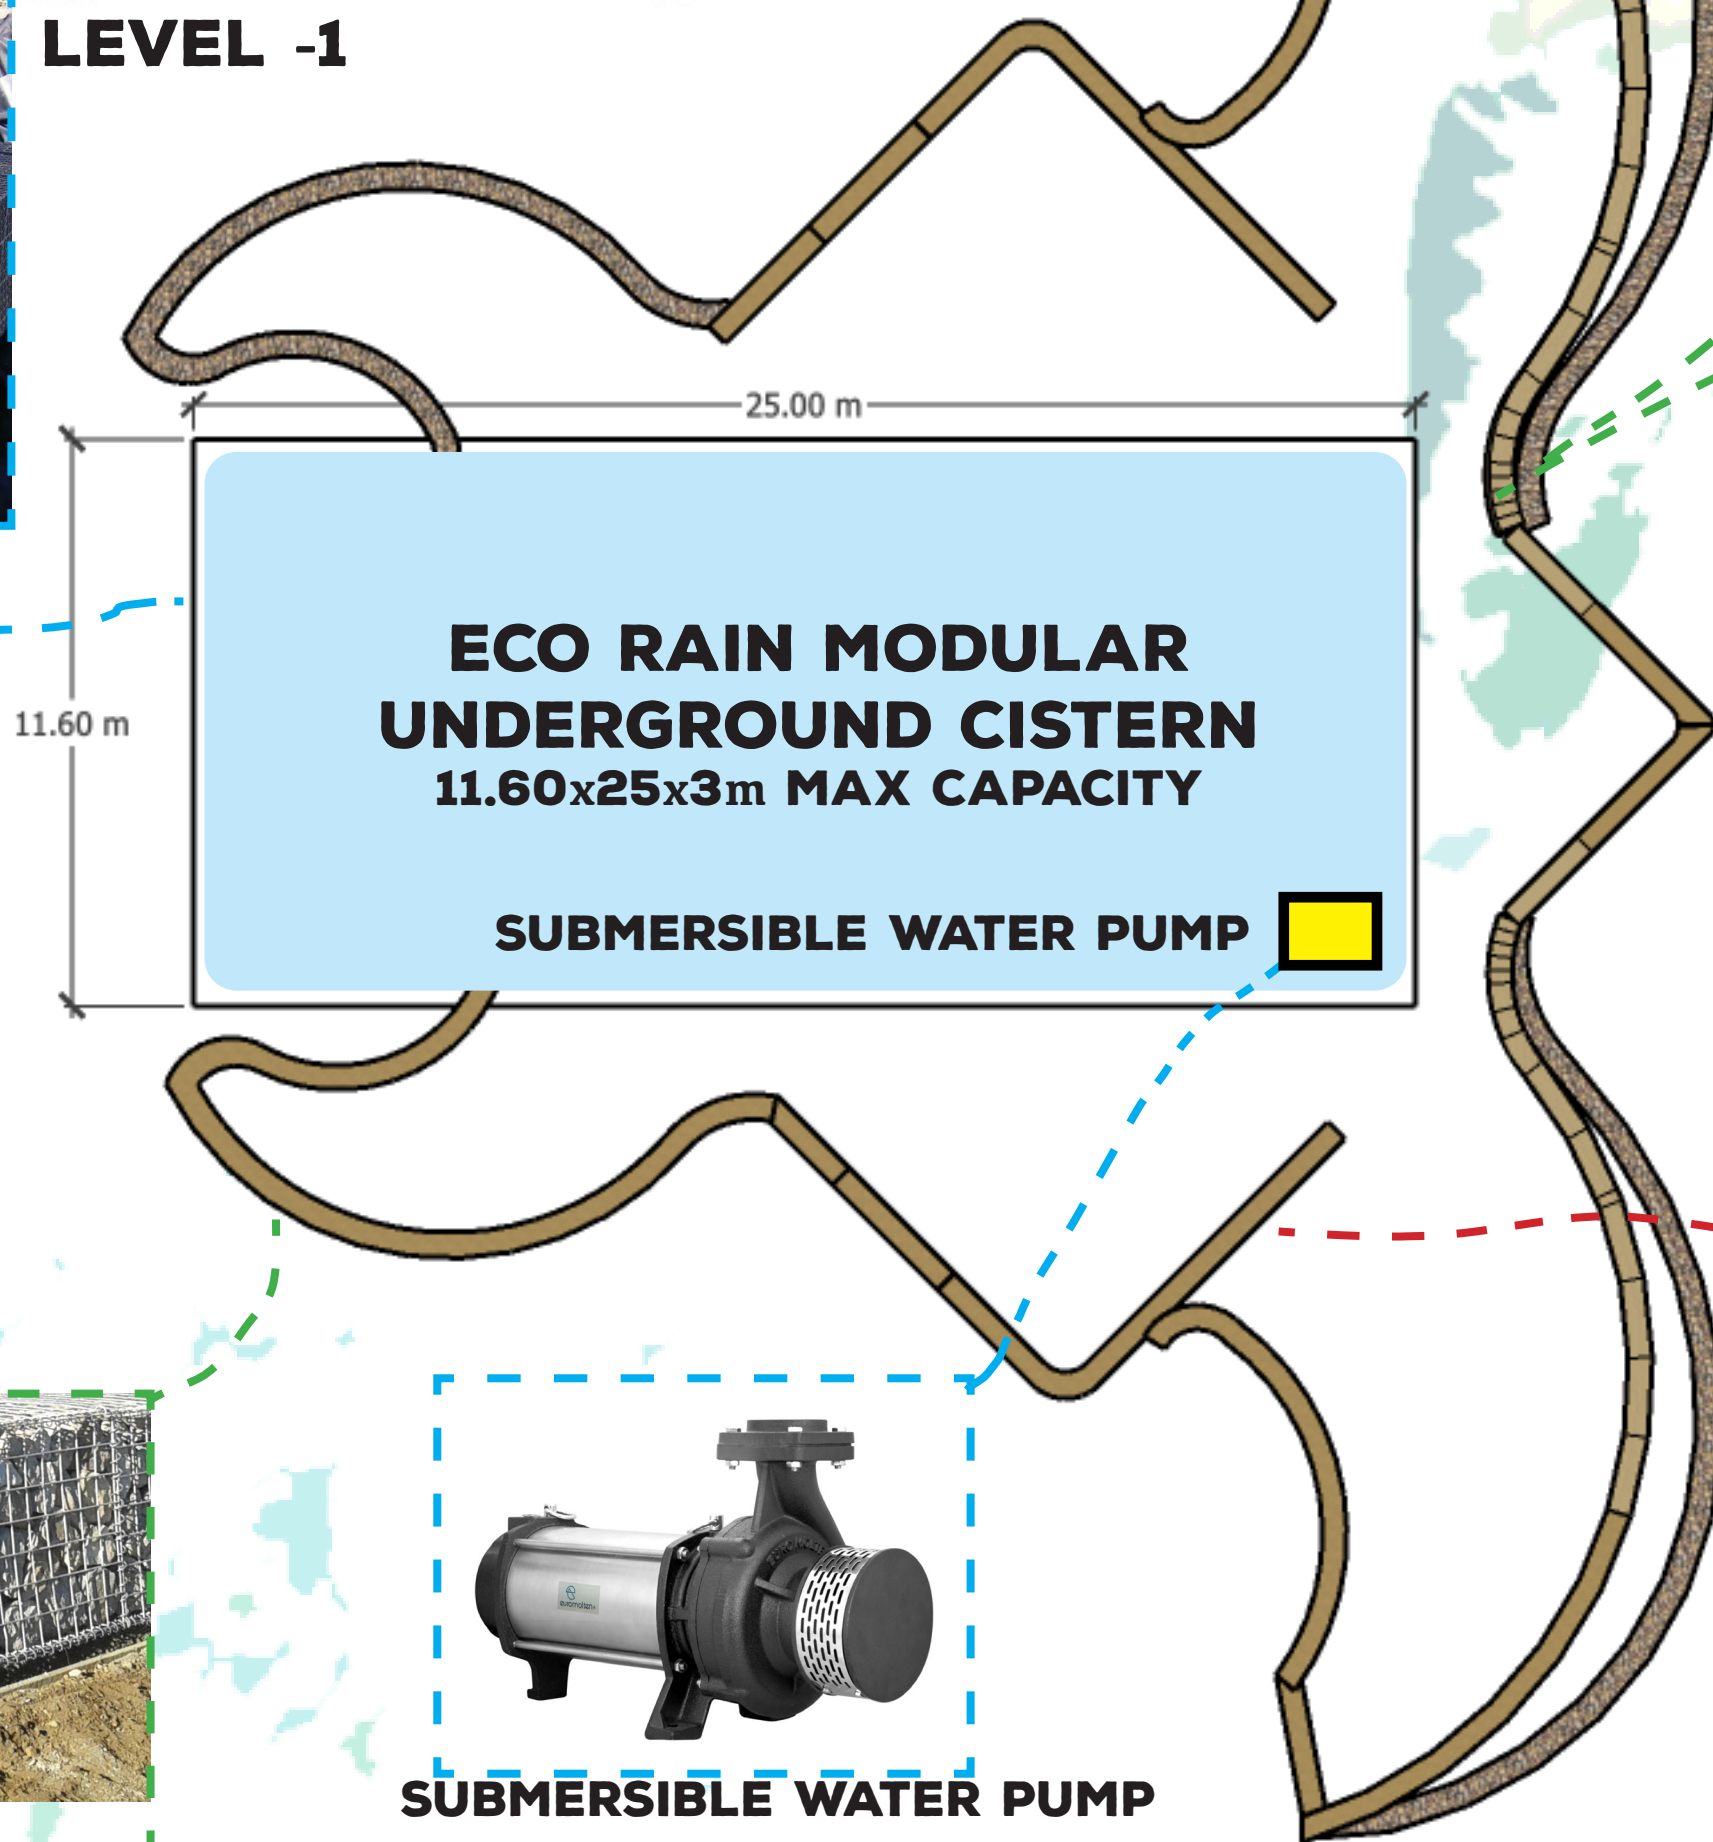 LEVEL -1
25.00 m
11.60 m
ECO RAIN MODULAR
UNDERGROUND CISTERN
11.60x25x3m MAX CAPACITY
SUBMERSIBLE WATER PUMP
euromotori
SUBMERSIBLE WATER PUMP